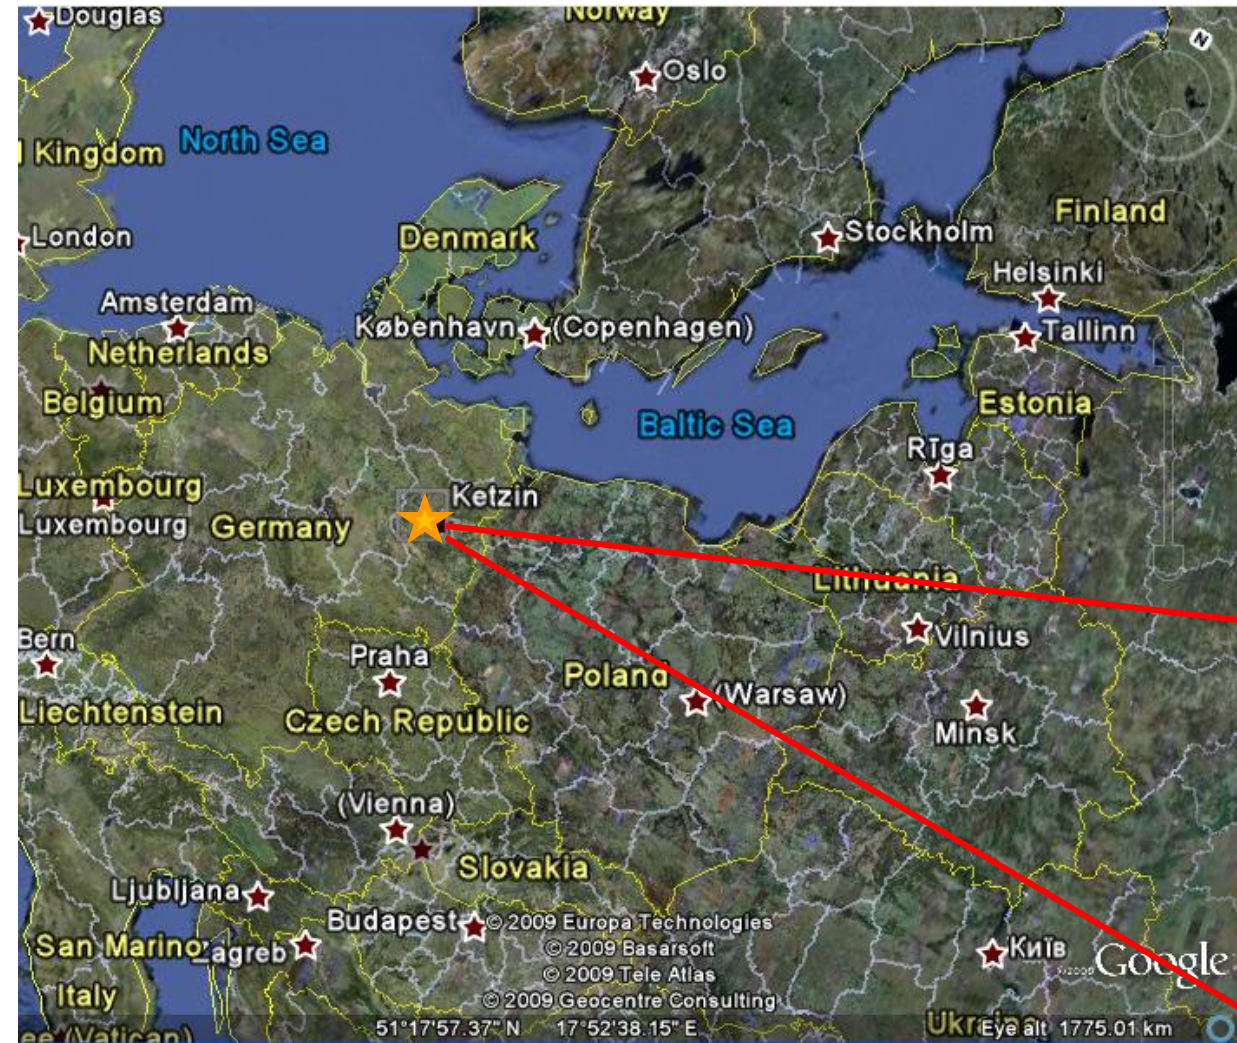 Douglas
Norway
Oslo
N
North Sea
Kingdom
Finland
London
Denmark
Stockholm
Helsinki
Amsterdam
København
(Copenhagen)
Tallinn
Netherlands
Belgium
Estonia
Baltic Sea
Rīga
Luxembourg
Ketzin
Luxembourg
Germany
Lithuania
Vilnius
Bern
Praha
Poland
(Warsaw)
Liechtenstein
Czech Republic
Minsk
(Vienna)
Slovakia
Ljubljana
Budapest
© 2009 Europa Technologies
San Marino
Zagreb
© 2009 Basarsoft
Київ
©2009 Google
© 2009 Tele Atlas
Italy
© 2009 Geocentre Consulting
51°17'57.37" N 17°52'38.15" E
Ukraine
Eye alt 1775.01 km
(Vatican)